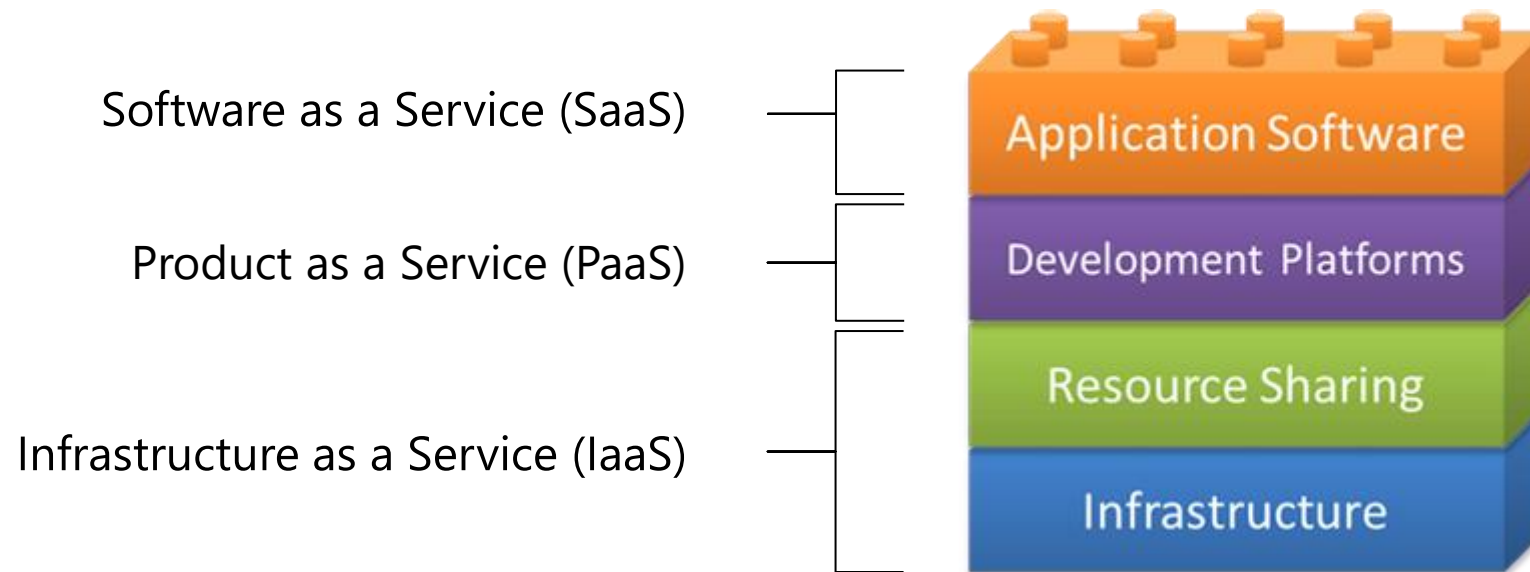 Software as a Service (SaaS)
Application Software
Product as a Service (PaaS)
Development Platforms
Resource Sharing
Infrastructure as a Service (IaaS)
Infrastructure